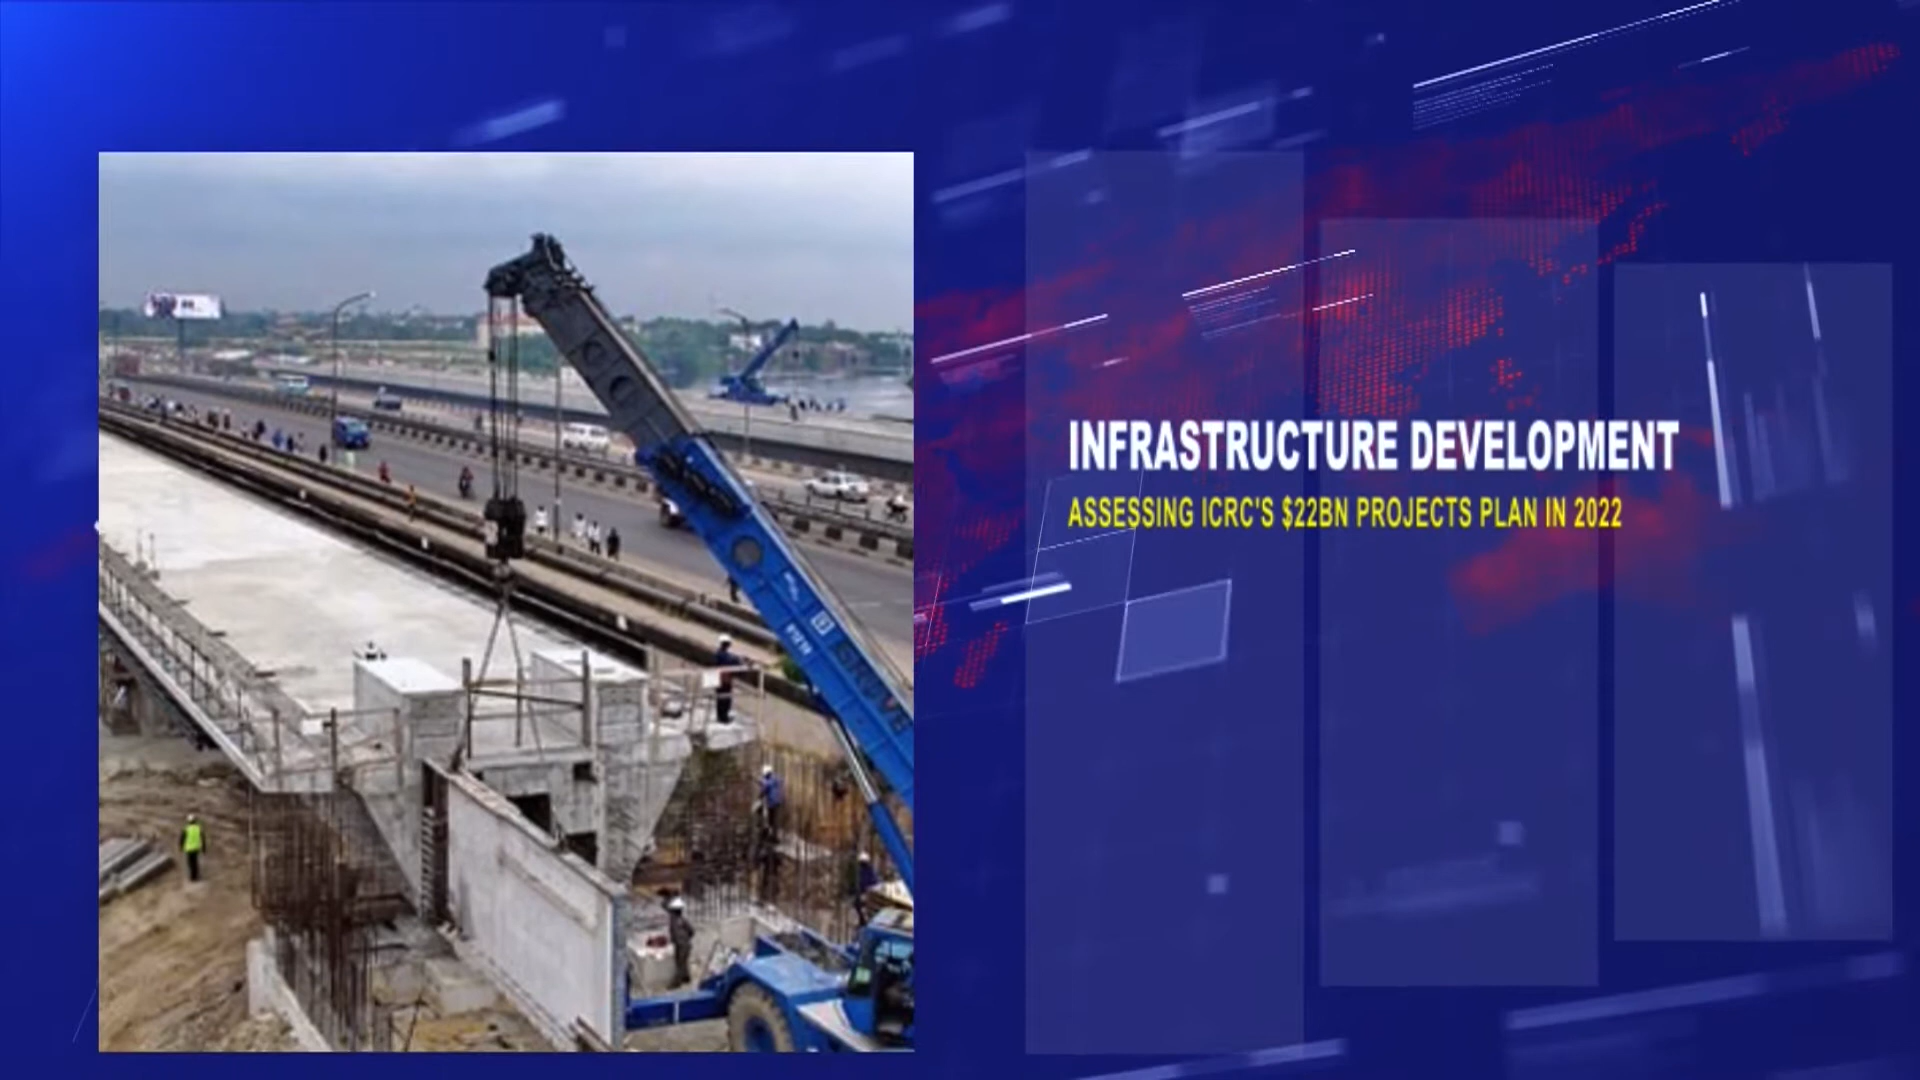 INFRASTRUCTURE DEVELOPMENT
ASSESSING ICRC'S $22BN PROJECTS PLAN IN 2022